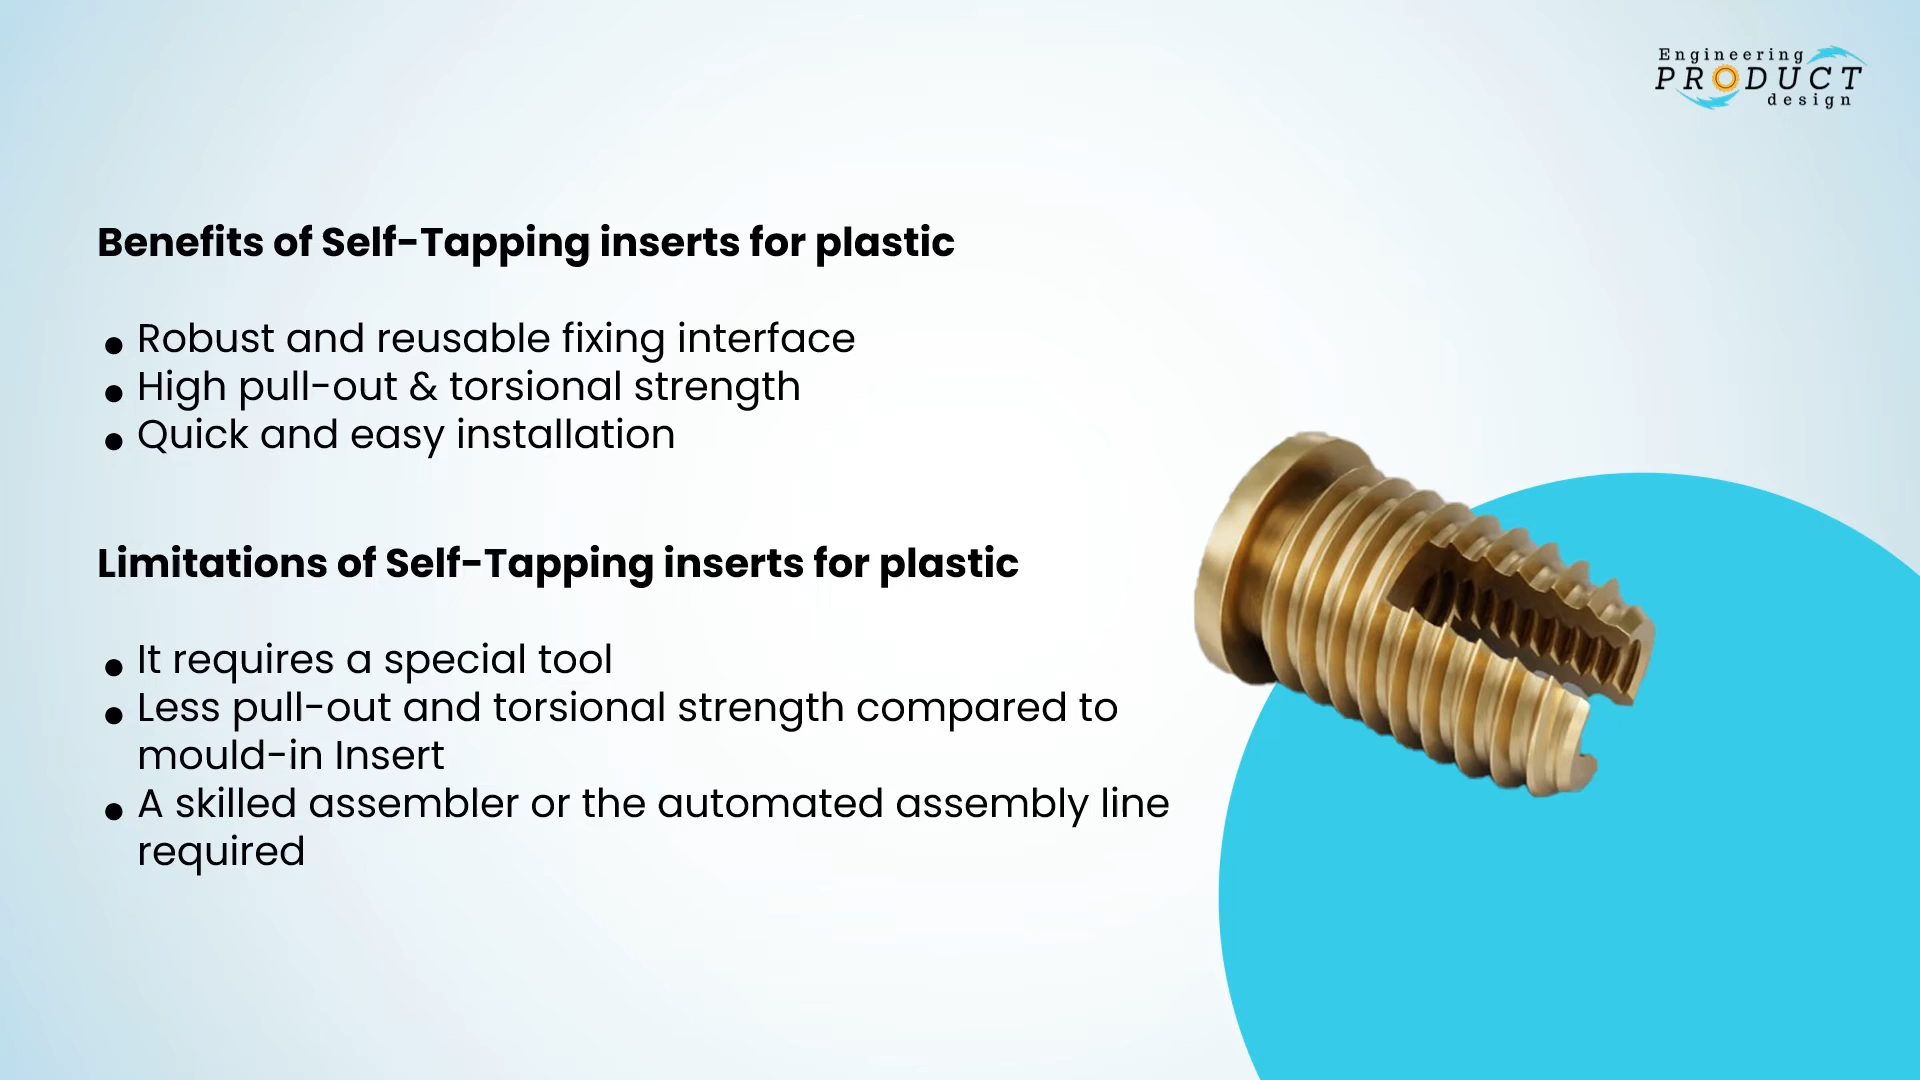 Engineering
PRODUCT
design
Benefits of Self-Tapping inserts for plastic
• Robust and reusable fixing interface
• High pull-out & torsional strength
• Quick and easy installation
Limitations of Self-Tapping inserts for plastic
• It requires a special tool
• Less pull-out and torsional strength compared to
mould-in Insert
• A skilled assembler or the automated assembly line
required